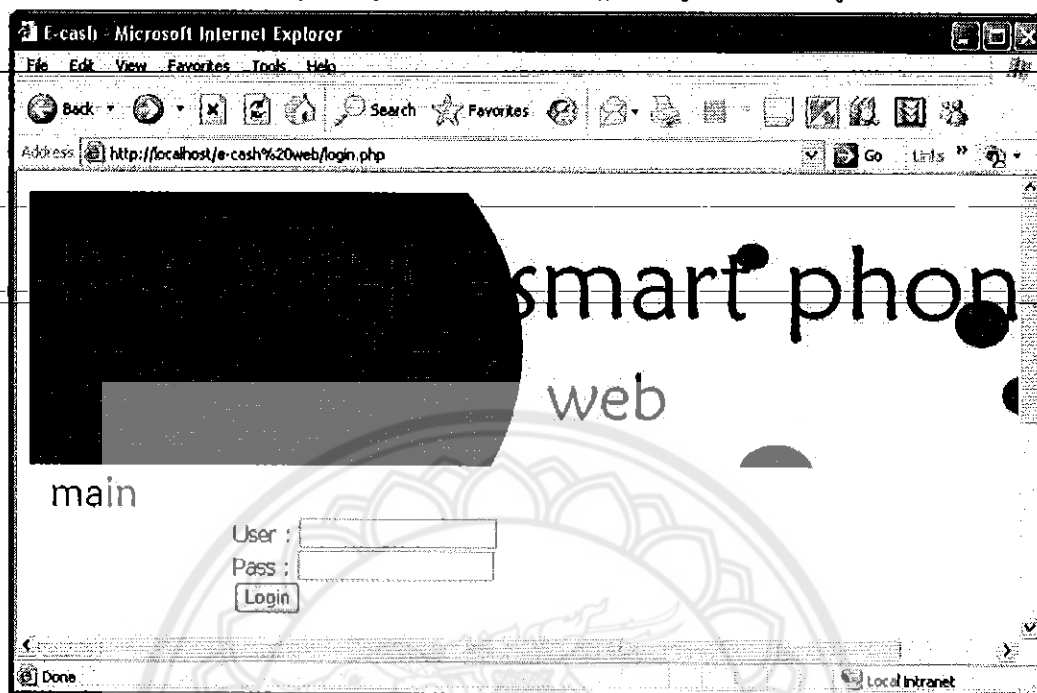 E-cash - Microsoft Internet Explorer
File Edit View Favorites Tools Help
Back Search Favorites
Address http://localhost/e-cash%20web/login.php Go Links »
smart phon
web
main
User :
Pass :
Login
Done Local intranet